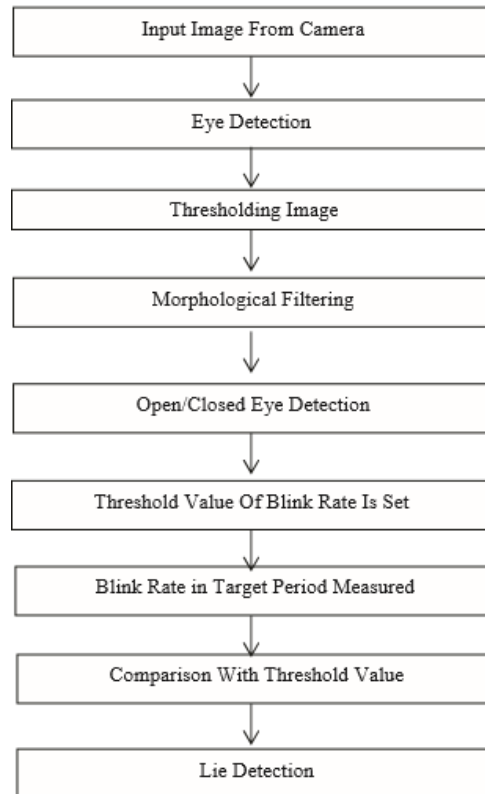 Input Image From Camera
Eye Detection
Thresholding Image
Morphological Filtering
Open/Closed Eye Detection
Threshold Value Of Blink Rate Is Set
Blink Rate in Target Period Measured
Comparison With Threshold Value
Lie Detection